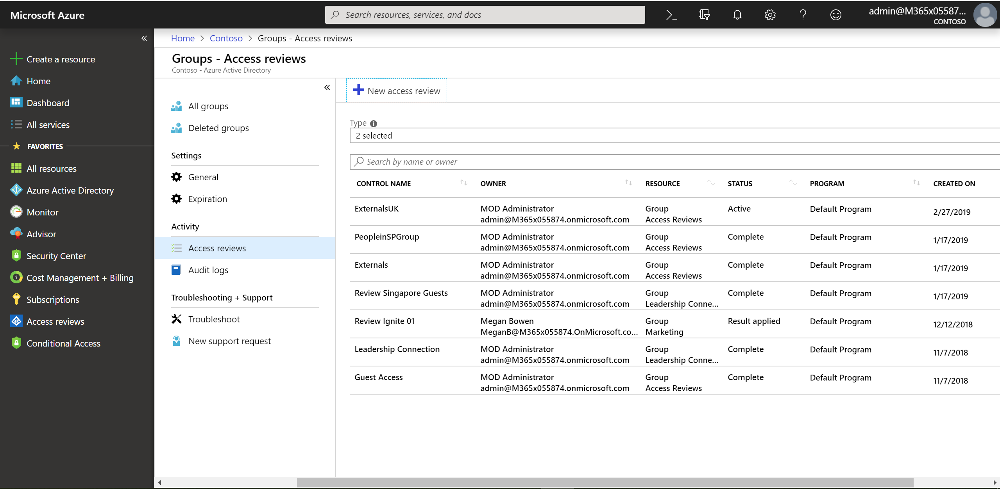 Microsoft Azure
Search resources, services, and docs
admin@M365x05587...
CONTOSO
Create a resource
Home
Dashboard
All services
FAVORITES
All resources
Azure Active Directory
Monitor
Advisor
Security Center
Cost Management + Billing
Subscriptions
Access reviews
Conditional Access
Home > Contoso > Groups - Access reviews
Groups - Access reviews
Contoso - Azure Active Directory
All groups
Deleted groups
Settings
General
Expiration
Activity
Access reviews
Audit logs
Troubleshooting + Support
Troubleshoot
New support request
New access review
Type
2 selected
Search by name or owner
CONTROL NAME OWNER RESOURCE STATUS PROGRAM CREATED ON
ExternalsUK MOD Administrator Group Active Default Program 2/27/2019
admin@M365x055874.onmicrosoft.com Access Reviews
PeopleinSPGroup MOD Administrator Group Complete Default Program 1/17/2019
admin@M365x055874.onmicrosoft.com Access Reviews
Externals MOD Administrator Group Complete Default Program 1/17/2019
admin@M365x055874.onmicrosoft.com Access Reviews
Review Singapore Guests MOD Administrator Group Complete Default Program 1/17/2019
admin@M365x055874.onmicrosoft.com Leadership Conne...
Review Ignite 01 Megan Bowen Group Result applied Default Program 12/12/2018
MeganB@M365x055874.OnMicrosoft.co... Marketing
Leadership Connection MOD Administrator Group Complete Default Program 11/7/2018
admin@M365x055874.onmicrosoft.com Leadership Conne...
Guest Access MOD Administrator Group Complete Default Program 11/7/2018
admin@M365x055874.onmicrosoft.com Access Reviews